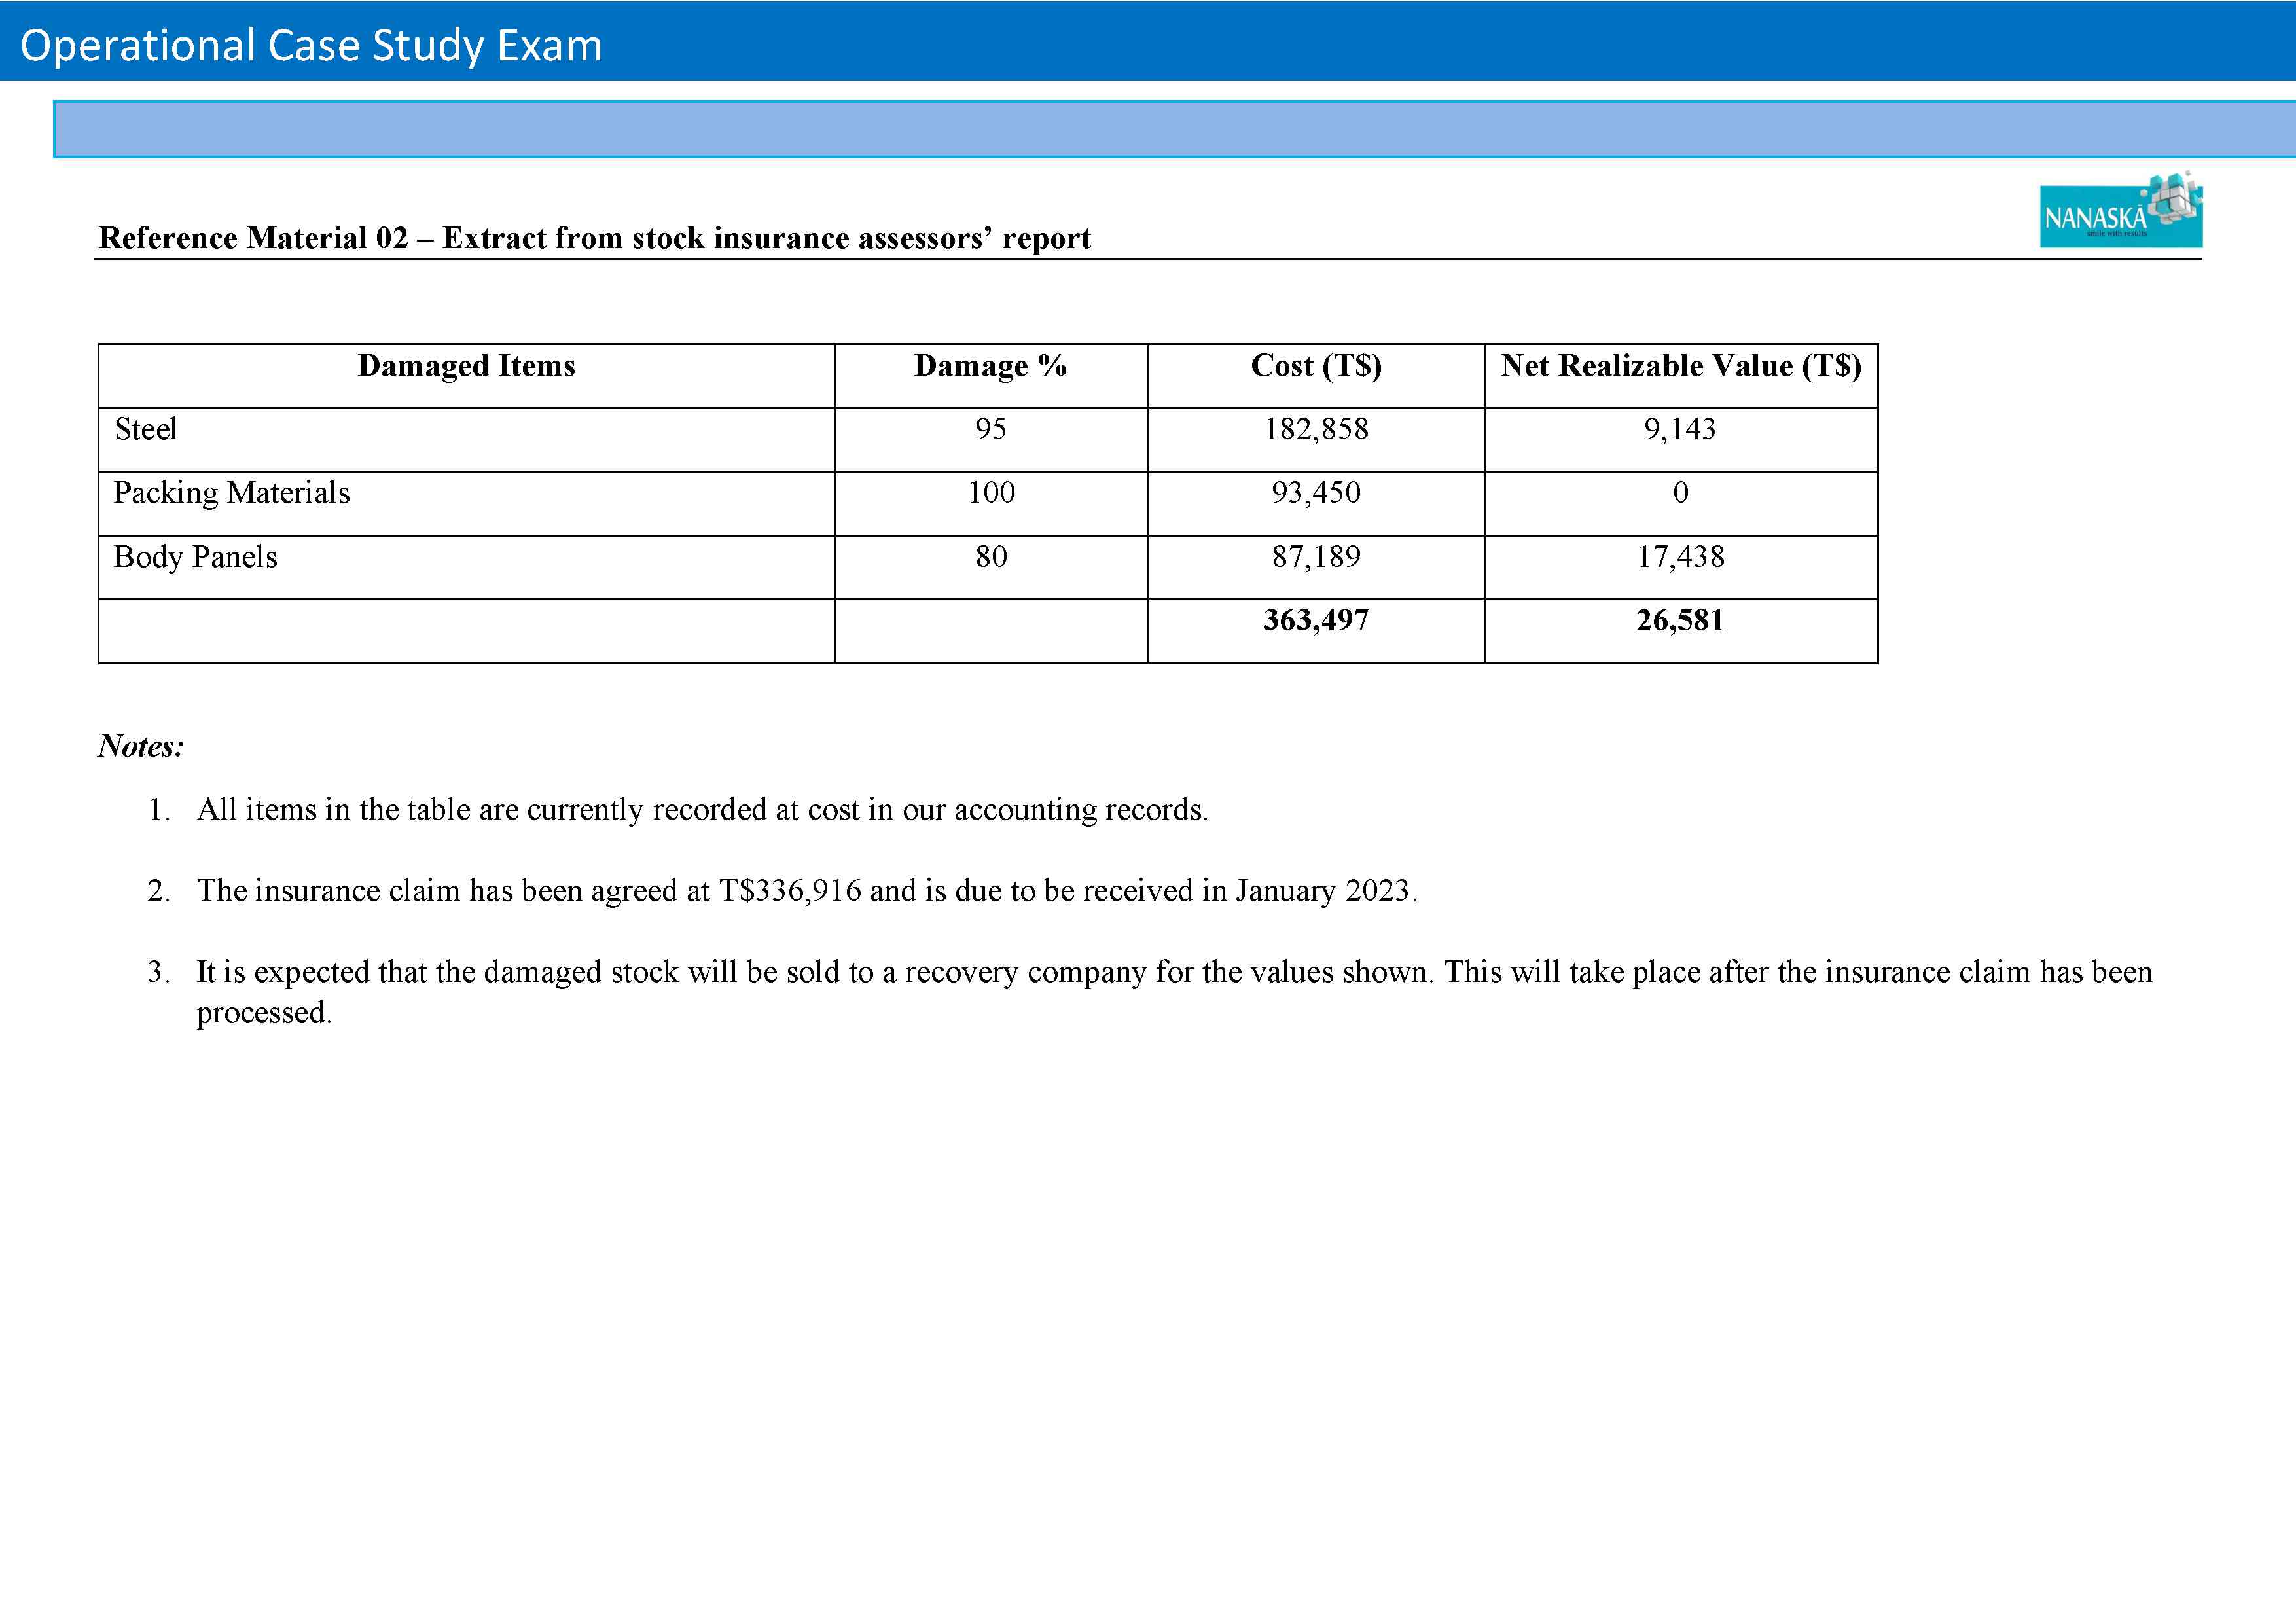 Operational Case Study Exam
NANASKĀ
smile with results
Reference Material 02 – Extract from stock insurance assessors’ report
Damaged Items Damage % Cost (T$) Net Realizable Value (T$)
Steel 95 182,858 9,143
Packing Materials 100 93,450 0
Body Panels 80 87,189 17,438
363,497 26,581
Notes:
1. All items in the table are currently recorded at cost in our accounting records.
2. The insurance claim has been agreed at T$336,916 and is due to be received in January 2023.
3. It is expected that the damaged stock will be sold to a recovery company for the values shown. This will take place after the insurance claim has been
processed.